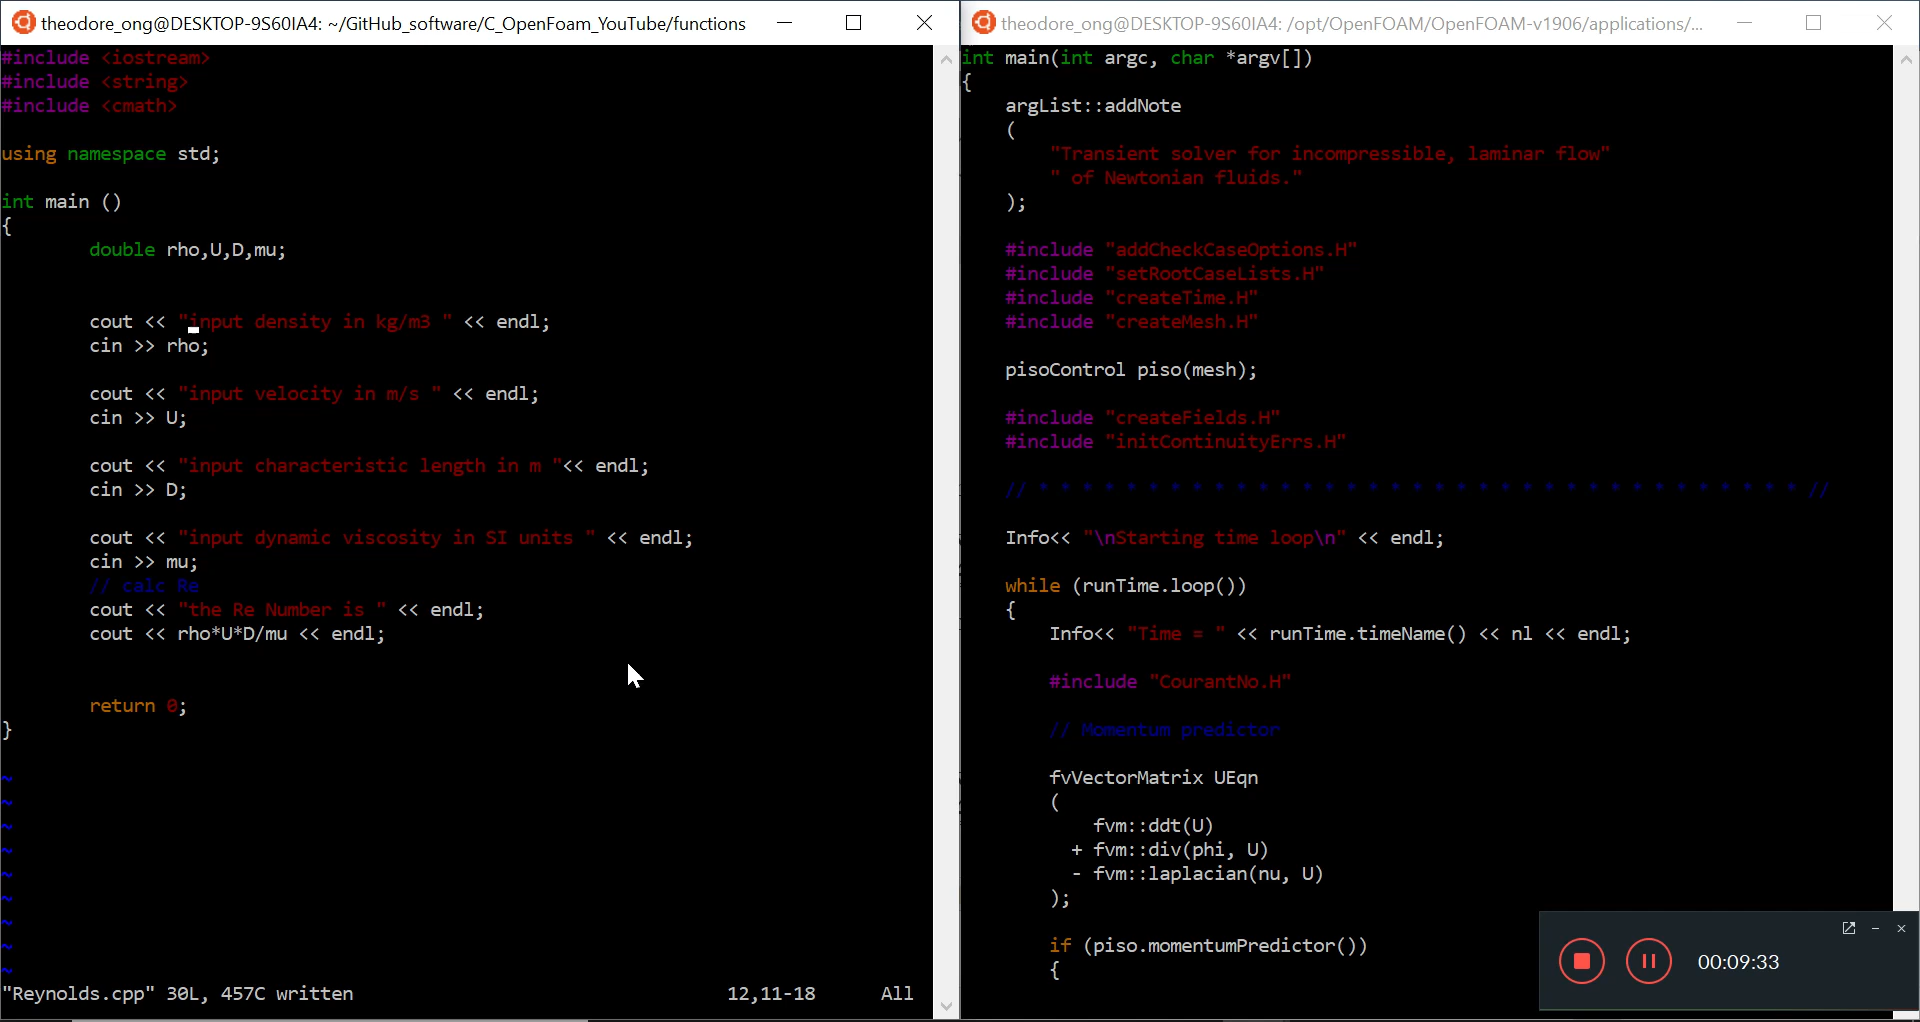 theodore_ong@DESKTOP-9S60IA4: ~/GitHub_software/C_OpenFoam_YouTube/functions
#include <iostream>
#include <string>
#include <cmath>
using namespace std;
int main ()
{
double rho,U,D,mu;
cout << "input density in kg/m3 " << endl;
cin >> rho;
cout << "input velocity in m/s " << endl;
cin >> U;
cout << "input characteristic length in m "<< endl;
cin >> D;
cout << "input dynamic viscosity in SI units " << endl;
cin >> mu;
// calc Re
cout << "the Re Number is " << endl;
cout << rho*U*D/mu << endl;
return 0;
}
~
~
~
~
~
~
~
~
~
"Reynolds.cpp" 30L, 457C written 12,11-18 All
theodore_ong@DESKTOP-9S60IA4: /opt/OpenFOAM/OpenFOAM-v1906/applications/...
int main(int argc, char *argv[])
{
argList::addNote
(
"Transient solver for incompressible, laminar flow"
" of Newtonian fluids."
);
#include "addCheckCaseOptions.H"
#include "setRootCaseLists.H"
#include "createTime.H"
#include "createMesh.H"
pisoControl piso(mesh);
#include "createFields.H"
#include "initContinuityErrs.H"
// * * * * * * * * * * * * * * * * * * * * * * * * * * * * * * * * * * * //
Info<< "\nStarting time loop\n" << endl;
while (runTime.loop())
{
Info<< "Time = " << runTime.timeName() << nl << endl;
#include "CourantNo.H"
// Momentum predictor
fvVectorMatrix UEqn
(
fvm::ddt(U)
+ fvm::div(phi, U)
- fvm::laplacian(nu, U)
);
if (piso.momentumPredictor())
{
00:09:33